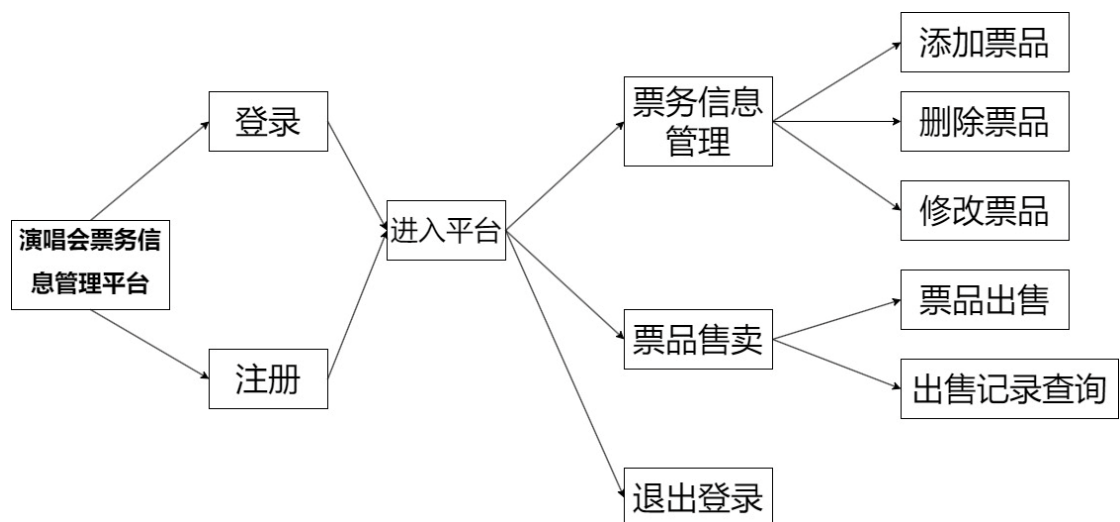 演唱会票务信
息管理平台
登录
注册
进入平台
票务信息
管理
票品售卖
退出登录
添加票品
删除票品
修改票品
票品出售
出售记录查询